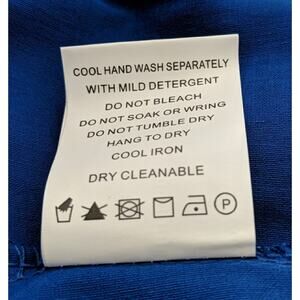 COOL HAND WASH SEPARATELY
WITH MILD DETERGENT
DO NOT BLEACH
DO NOT SOAK OR WRING
DO NOT TUMBLE DRY
HANG TO DRY
COOL IRON
DRY CLEANABLE
P